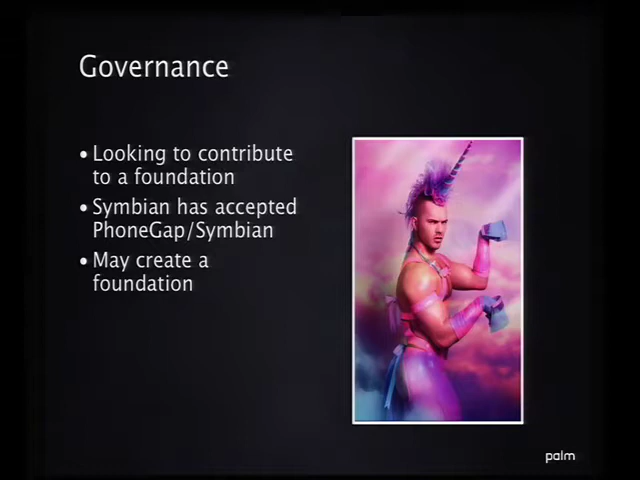 Governance
• Looking to contribute
to a foundation
• Symbian has accepted
PhoneGap/Symbian
• May create a
foundation
palm